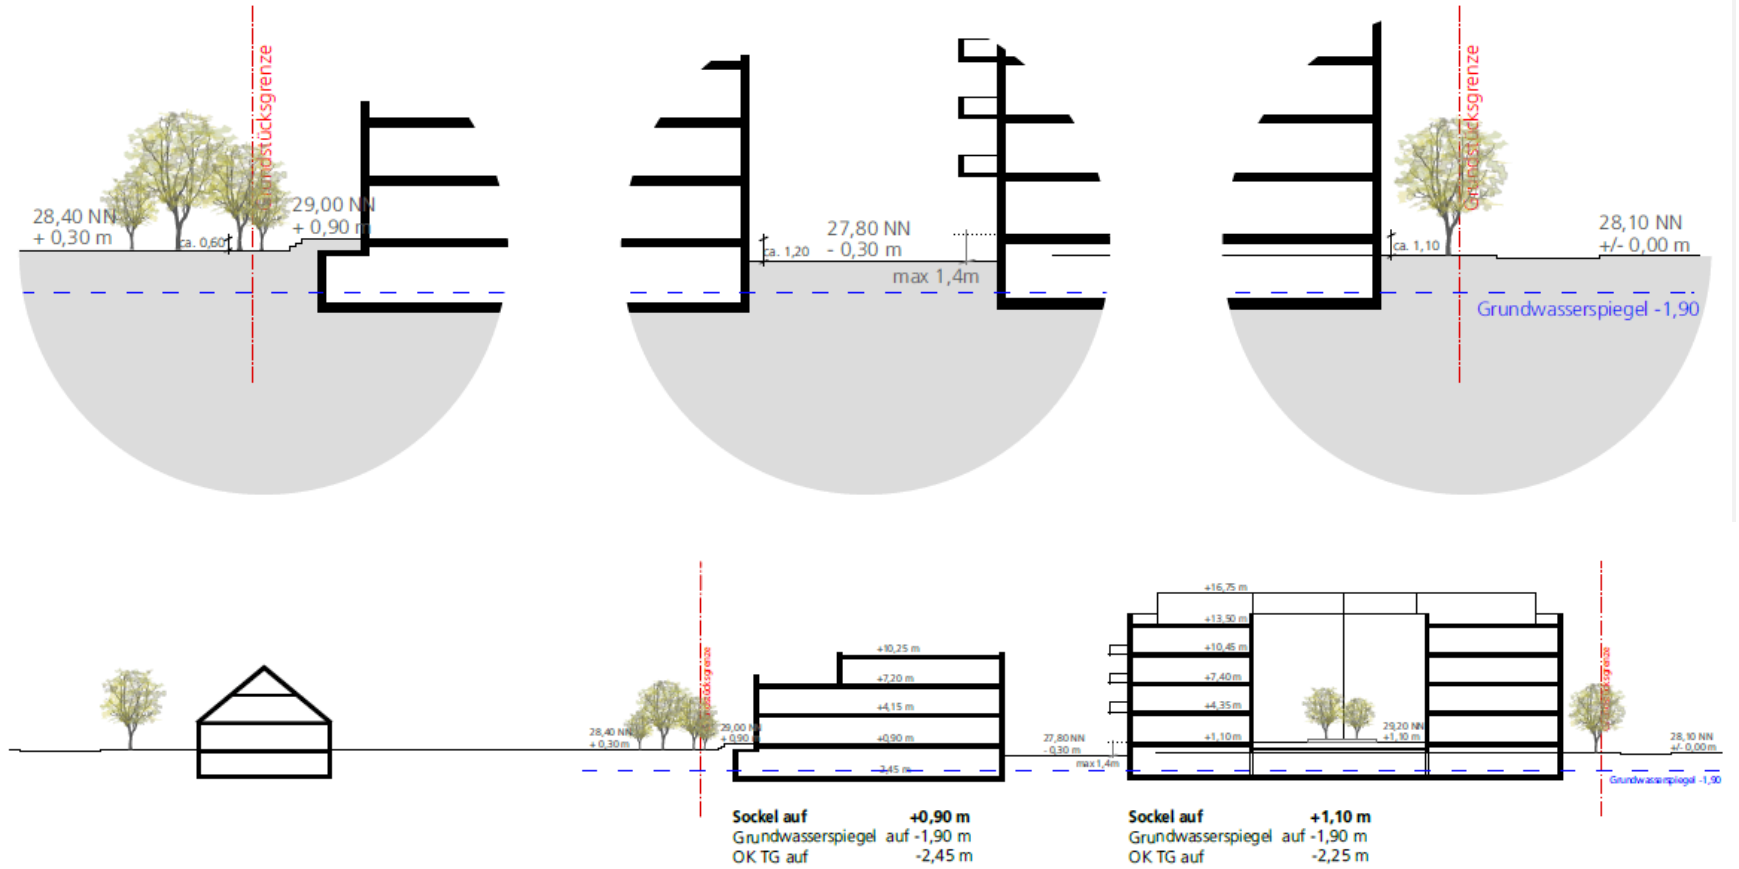 Grundstücksgrenze
28,40 NN
+ 0,30 m
ca. 0,60
29,00 NN
+ 0,90 m
ca. 1,20
27,80 NN
- 0,30 m
max 1,4m
Grundstücksgrenze
ca. 1,10
28,10 NN
+/- 0,00 m
Grundwasserspiegel -1,90
28,40 NN
+ 0,30 m
29,00 NN
+ 0,90 m
+10,25 m
+7,20 m
+4,15 m
+0,90 m
-2,45 m
27,80 NN
- 0,30 m
max 1,4m
+16,75 m
+13,50 m
+10,45 m
+7,40 m
+4,35 m
+1,10 m
29,20 NN
+1,10 m
Grundstücksgrenze
28,10 NN
+/- 0,00 m
Grundwasserspiegel -1,90
Sockel auf +0,90 m
Grundwasserspiegel auf -1,90 m
OK TG auf -2,45 m
Sockel auf +1,10 m
Grundwasserspiegel auf -1,90 m
OK TG auf -2,25 m